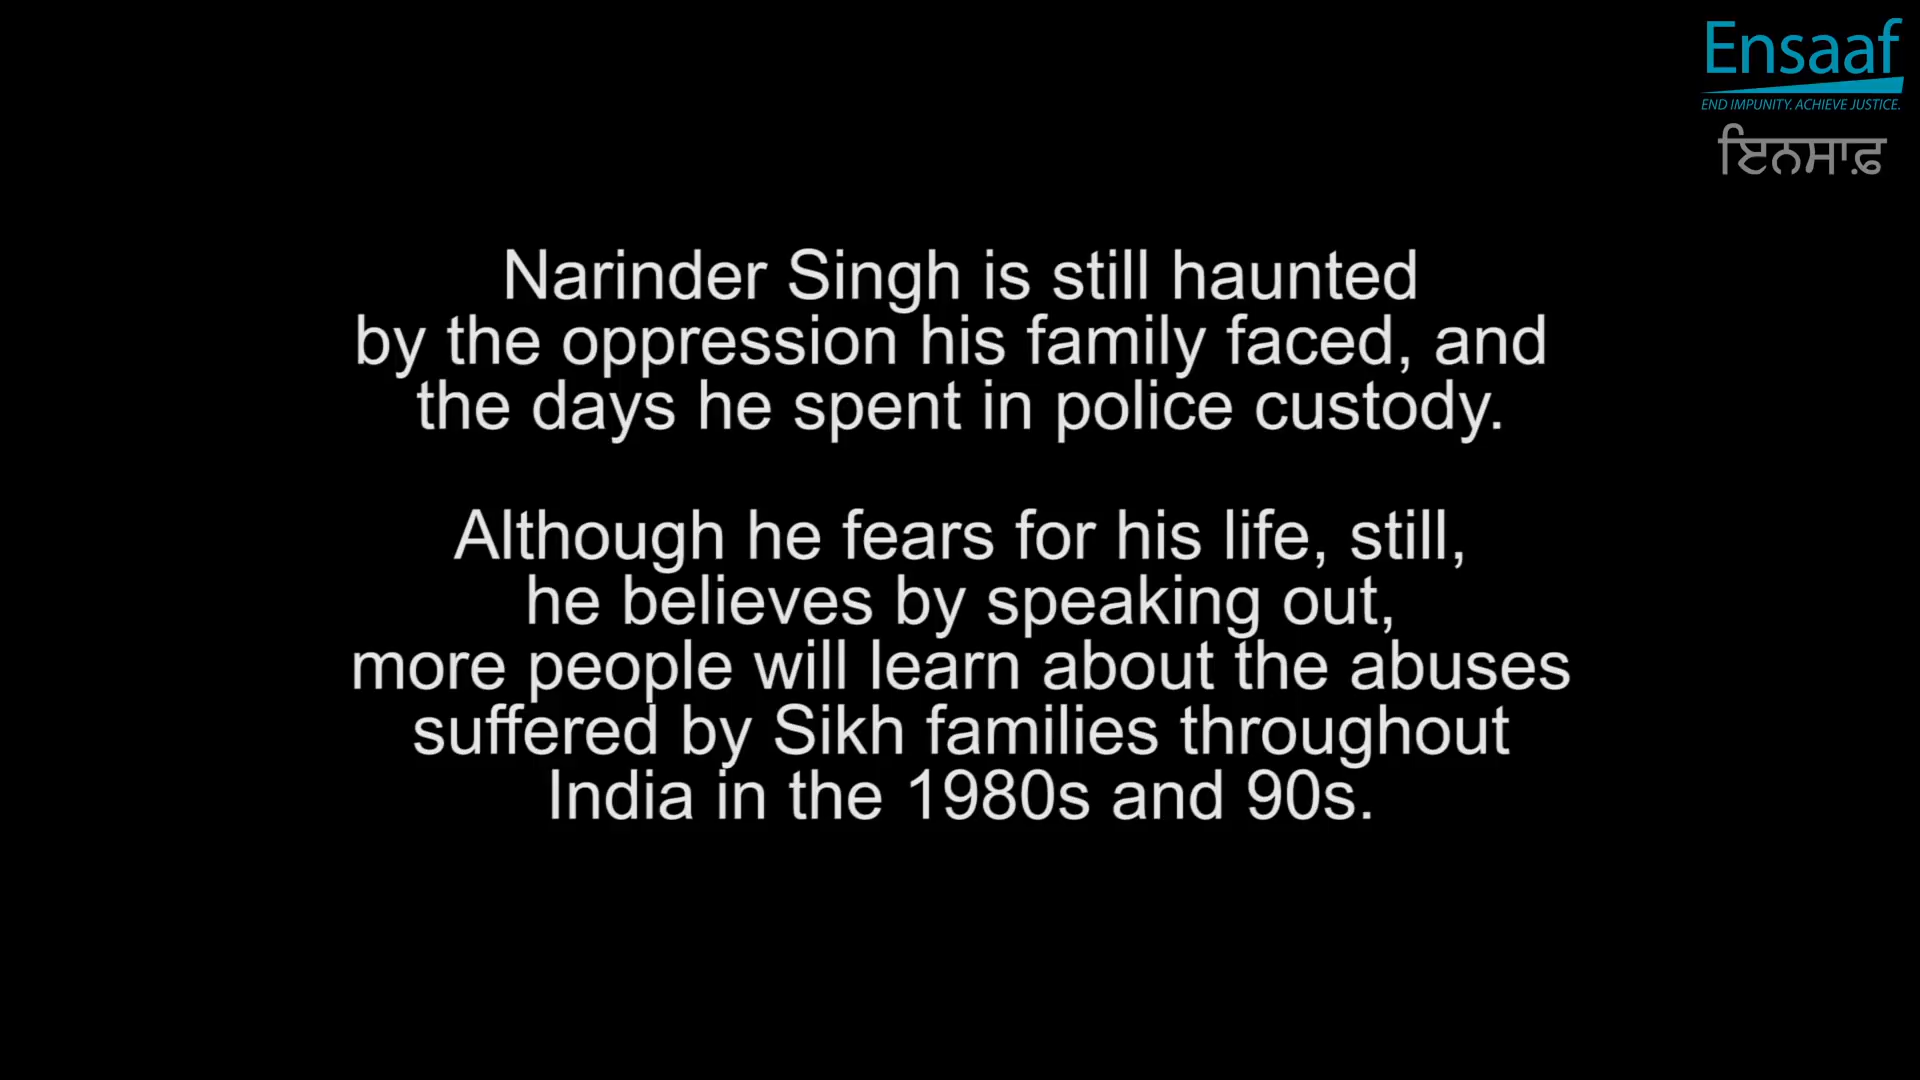 Ensaaf
END IMPUNITY. ACHIEVE JUSTICE.
ਇਨਸਾਫ਼
Narinder Singh is still haunted
by the oppression his family faced, and
the days he spent in police custody.
Although he fears for his life, still,
he believes by speaking out,
more people will learn about the abuses
suffered by Sikh families throughout
India in the 1980s and 90s.